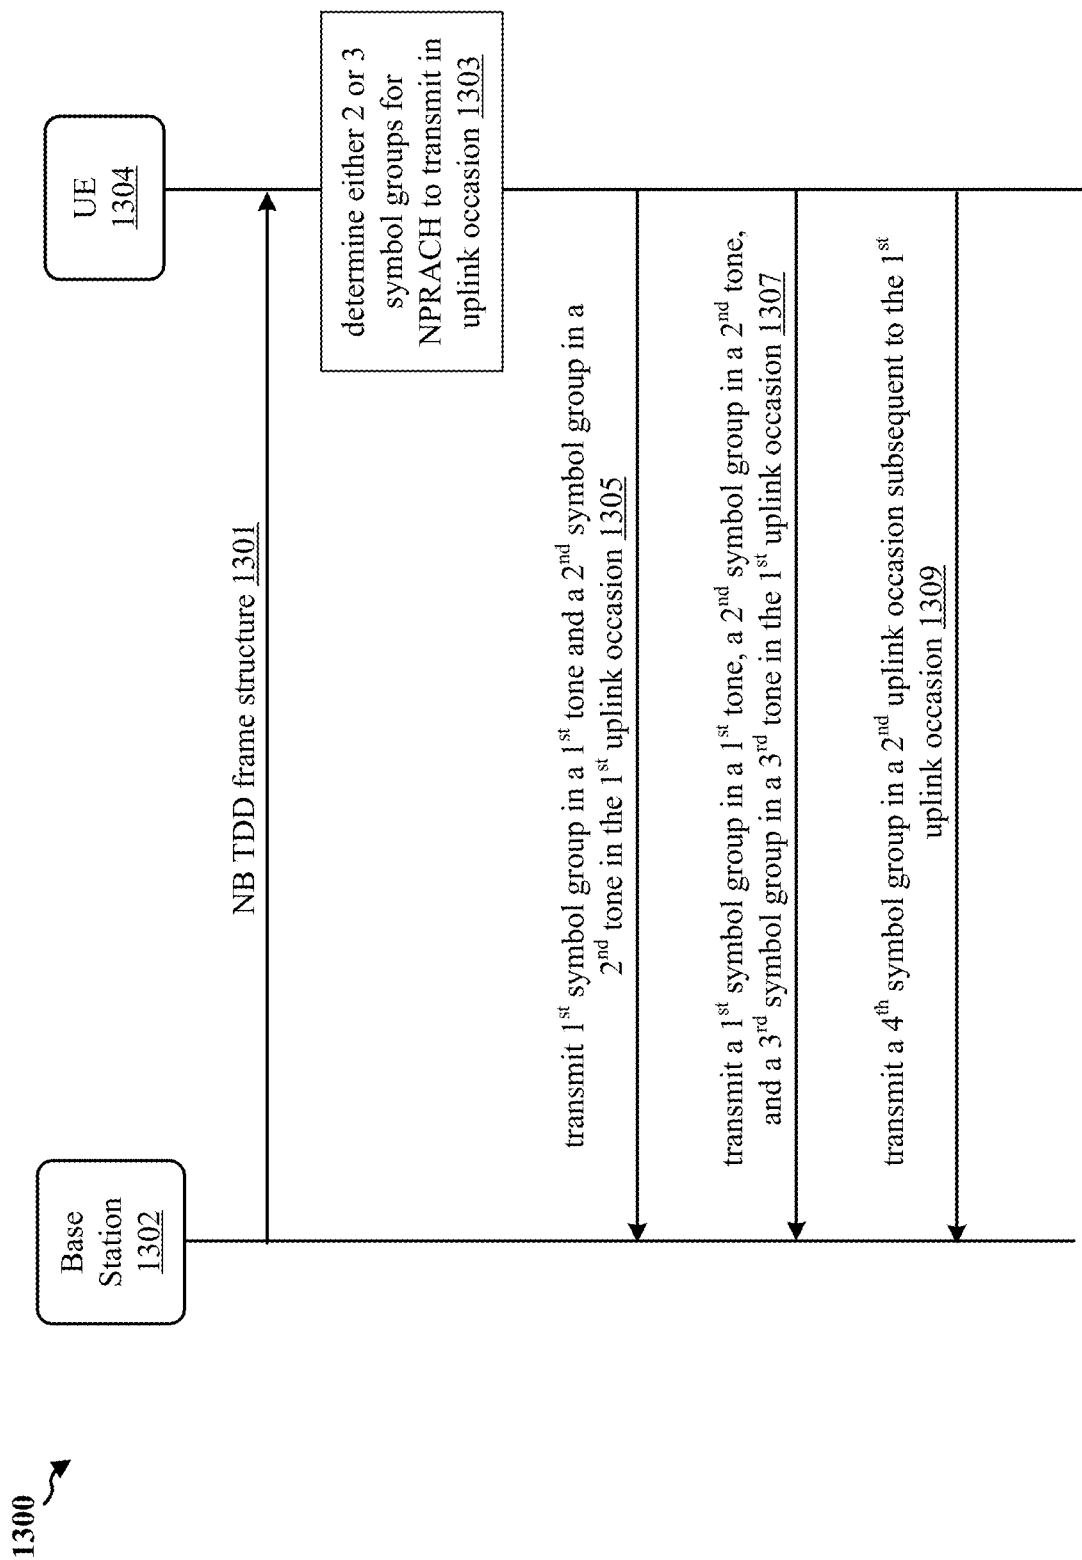 1300
Base
Station
1302
UE
1304
NB TDD frame structure 1301
determine either 2 or 3
symbol groups for
NPRACH to transmit in
uplink occasion 1303
transmit 1st symbol group in a 1st tone and a 2nd symbol group in a
2nd tone in the 1st uplink occasion 1305
transmit a 1st symbol group in a 1st tone, a 2nd symbol group in a 2nd tone,
and a 3rd symbol group in a 3rd tone in the 1st uplink occasion 1307
transmit a 4th symbol group in a 2nd uplink occasion subsequent to the 1st
uplink occasion 1309